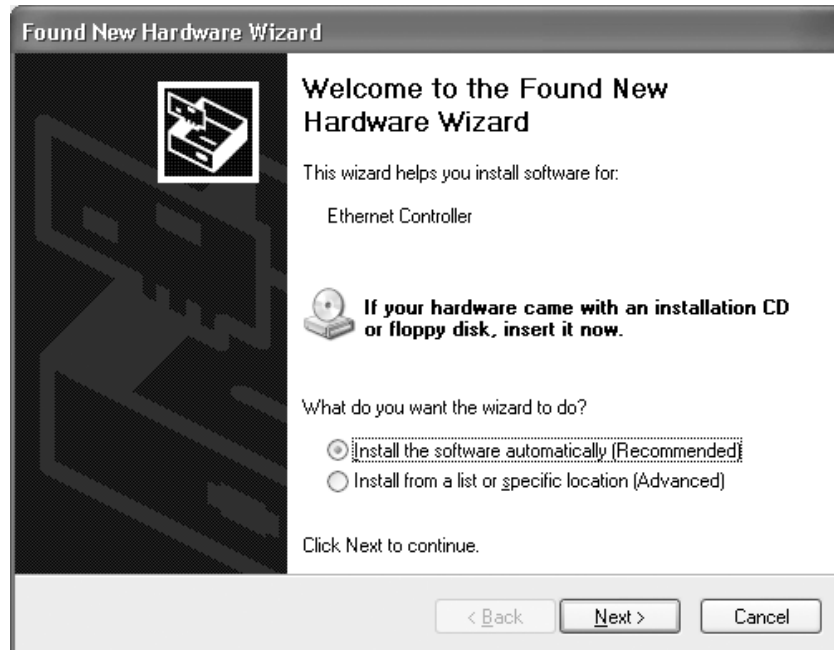 Found New Hardware Wizard
Welcome to the Found New
Hardware Wizard
This wizard helps you install software for:
Ethernet Controller
If your hardware came with an installation CD
or floppy disk, insert it now.
What do you want the wizard to do?
Install the software automatically (Recommended)
Install from a list or specific location (Advanced)
Click Next to continue.
< Back Next > Cancel